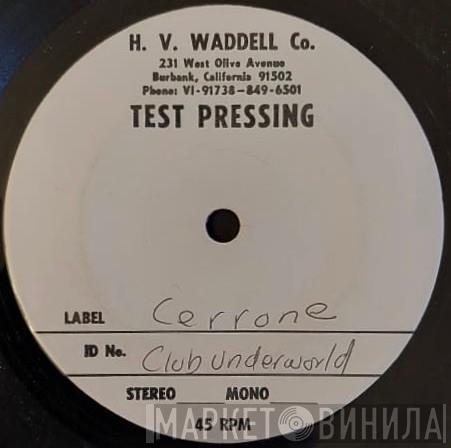 H. V. WADDELL Co.
231 West Olive Avenue
Burbank, California 91502
Phone: VI-91738-849-6501
TEST PRESSING
LABEL Cerrone
ID No. Club Underworld
STEREO MONO
45 RPM
МАРКЕТ ВИНИЛА